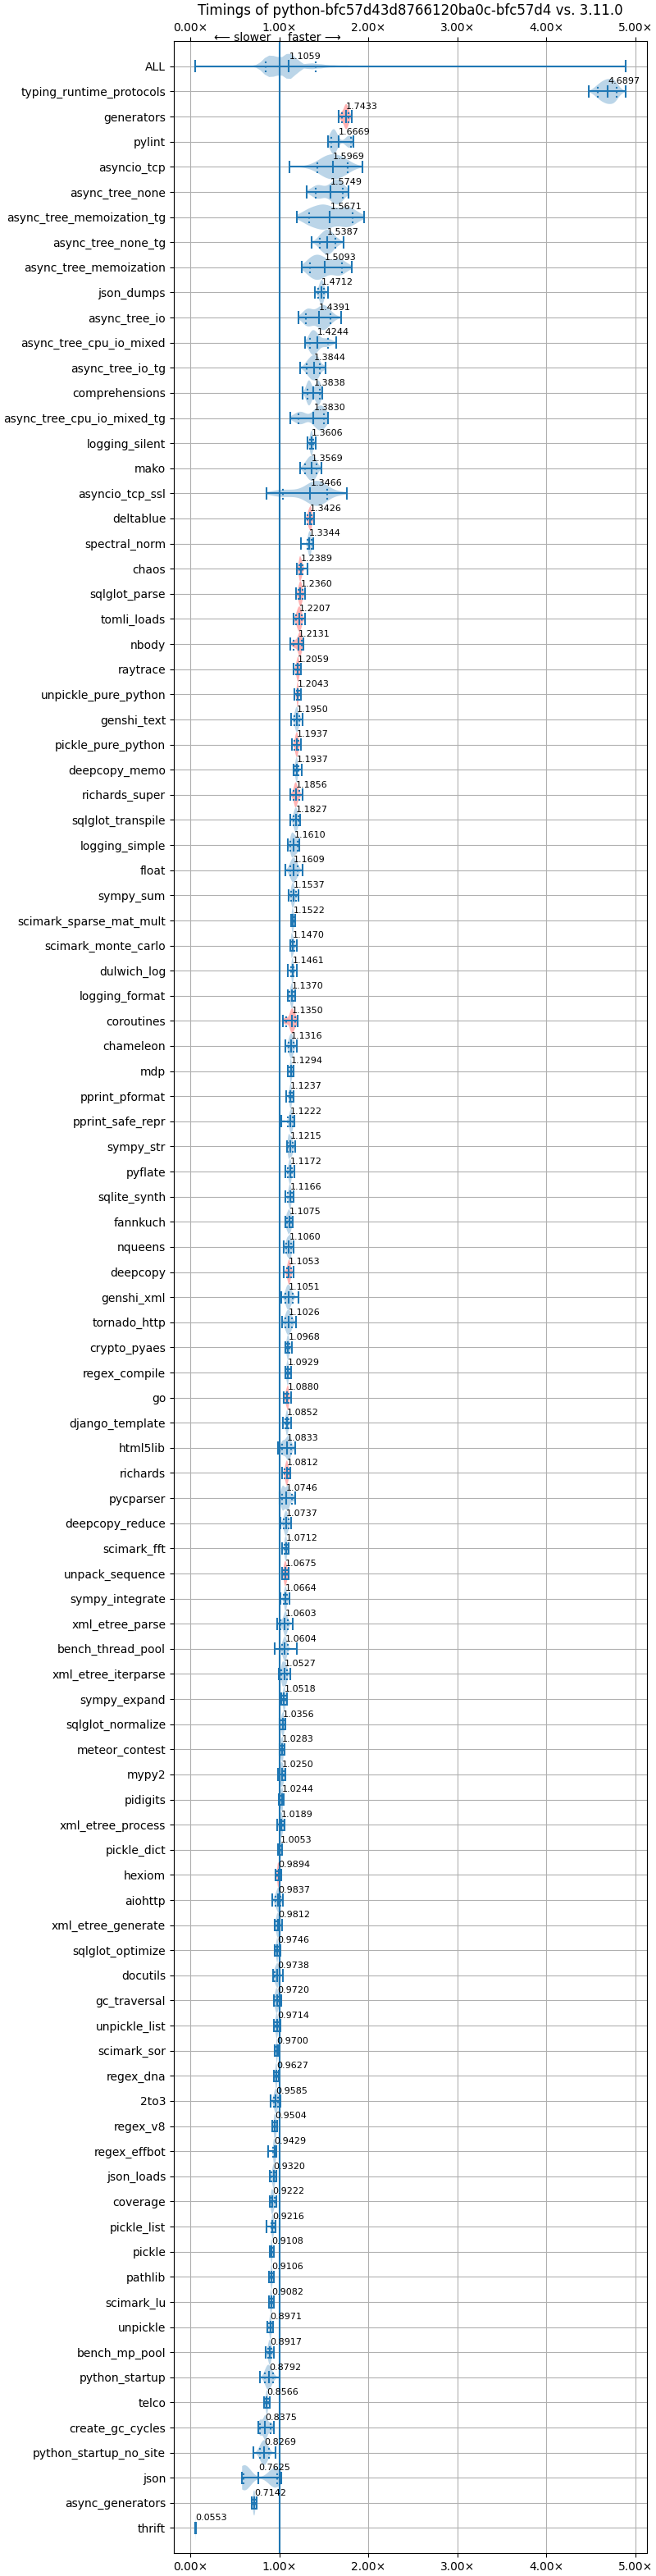 Timings of python-bfc57d43d8766120ba0c-bfc57d4 vs. 3.11.0
0.00× 1.00× 2.00× 3.00× 4.00× 5.00×
⟵ slower faster ⟶
ALL 1.1059
typing_runtime_protocols 4.6897
generators 1.7433
pylint 1.6669
asyncio_tcp 1.5969
async_tree_none 1.5749
async_tree_memoization_tg 1.5671
async_tree_none_tg 1.5387
async_tree_memoization 1.5093
json_dumps 1.4712
async_tree_io 1.4391
async_tree_cpu_io_mixed 1.4244
async_tree_io_tg 1.3844
comprehensions 1.3838
async_tree_cpu_io_mixed_tg 1.3830
logging_silent 1.3606
mako 1.3569
asyncio_tcp_ssl 1.3466
deltablue 1.3426
spectral_norm 1.3344
chaos 1.2389
sqlglot_parse 1.2360
tomli_loads 1.2207
nbody 1.2131
raytrace 1.2059
unpickle_pure_python 1.2043
genshi_text 1.1950
pickle_pure_python 1.1937
deepcopy_memo 1.1937
richards_super 1.1856
sqlglot_transpile 1.1827
logging_simple 1.1610
float 1.1609
sympy_sum 1.1537
scimark_sparse_mat_mult 1.1522
scimark_monte_carlo 1.1470
dulwich_log 1.1461
logging_format 1.1370
coroutines 1.1350
chameleon 1.1316
mdp 1.1294
pprint_pformat 1.1237
pprint_safe_repr 1.1222
sympy_str 1.1215
pyflate 1.1172
sqlite_synth 1.1166
fannkuch 1.1075
nqueens 1.1060
deepcopy 1.1053
genshi_xml 1.1051
tornado_http 1.1026
crypto_pyaes 1.0968
regex_compile 1.0929
go 1.0880
django_template 1.0852
html5lib 1.0833
richards 1.0812
pycparser 1.0746
deepcopy_reduce 1.0737
scimark_fft 1.0712
unpack_sequence 1.0675
sympy_integrate 1.0664
xml_etree_parse 1.0603
bench_thread_pool 1.0604
xml_etree_iterparse 1.0527
sympy_expand 1.0518
sqlglot_normalize 1.0356
meteor_contest 1.0283
mypy2 1.0250
pidigits 1.0244
xml_etree_process 1.0189
pickle_dict 1.0053
hexiom 0.9894
aiohttp 0.9837
xml_etree_generate 0.9812
sqlglot_optimize 0.9746
docutils 0.9738
gc_traversal 0.9720
unpickle_list 0.9714
scimark_sor 0.9700
regex_dna 0.9627
2to3 0.9585
regex_v8 0.9504
regex_effbot 0.9429
json_loads 0.9320
coverage 0.9222
pickle_list 0.9216
pickle 0.9108
pathlib 0.9106
scimark_lu 0.9082
unpickle 0.8971
bench_mp_pool 0.8917
python_startup 0.8792
telco 0.8566
create_gc_cycles 0.8375
python_startup_no_site 0.8269
json 0.7625
async_generators 0.7142
thrift 0.0553
0.00× 1.00× 2.00× 3.00× 4.00× 5.00×